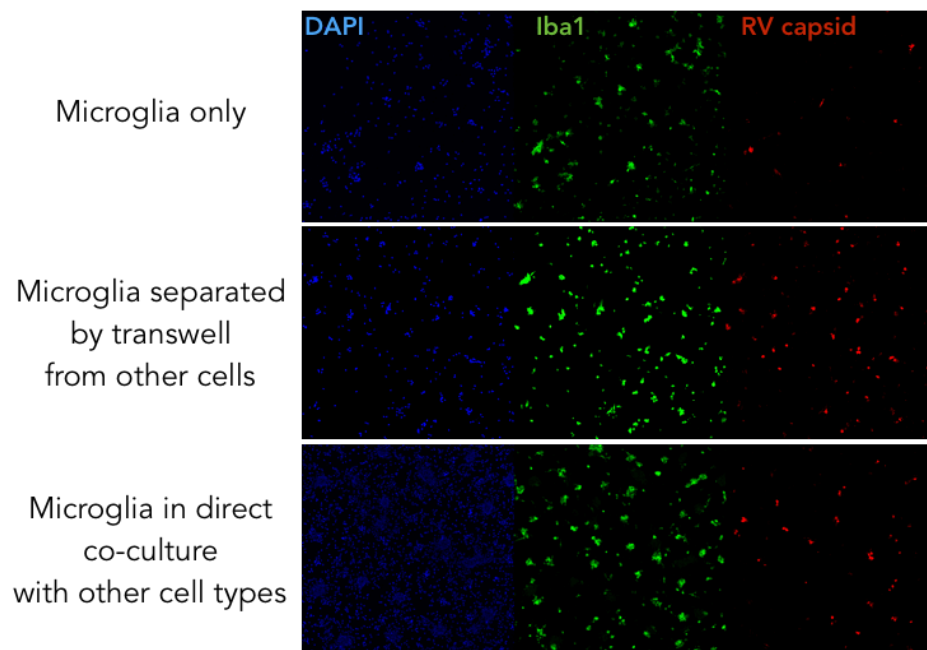 DAPI Iba1 RV capsid
Microglia only
Microglia separated
by transwell
from other cells
Microglia in direct
co-culture
with other cell types